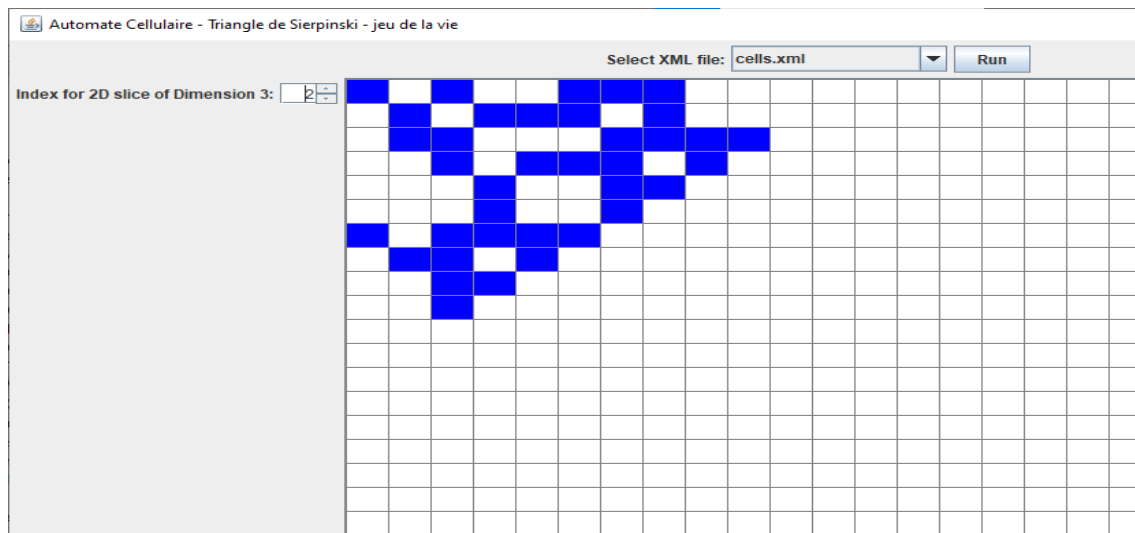 Automate Cellulaire - Triangle de Sierpinski - jeu de la vie
Select XML file: cells.xml Run
Index for 2D slice of Dimension 3: 2